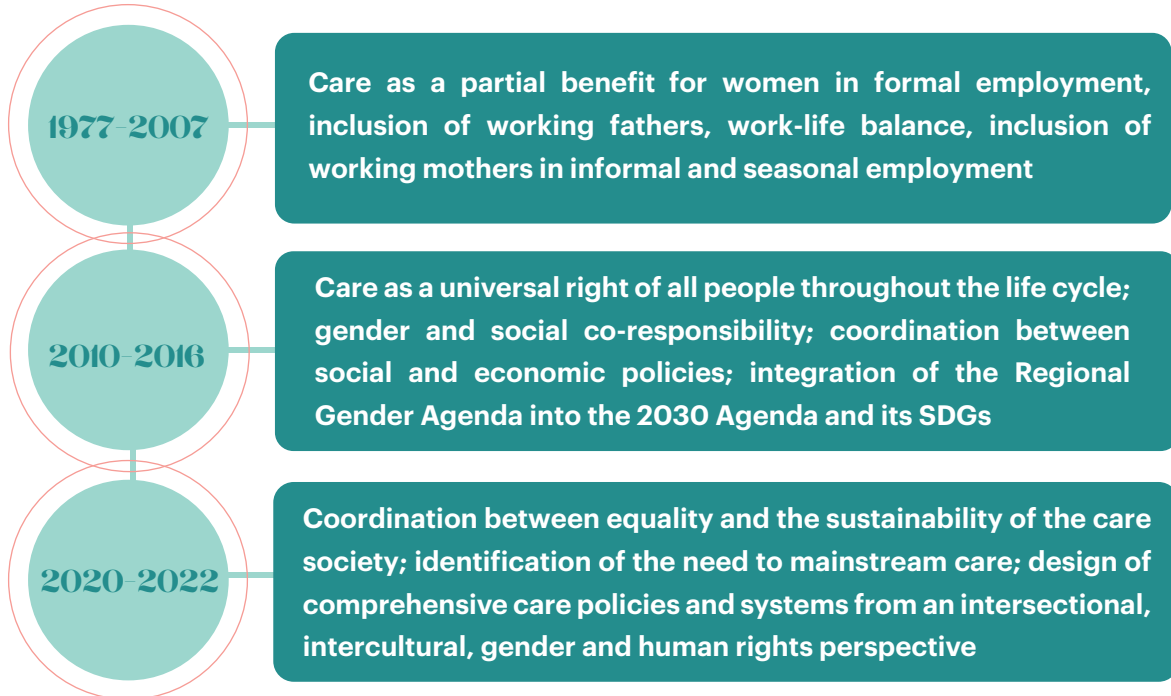 1977-2007
Care as a partial benefit for women in formal employment,
inclusion of working fathers, work-life balance, inclusion of
working mothers in informal and seasonal employment
2010-2016
Care as a universal right of all people throughout the life cycle;
gender and social co-responsibility; coordination between
social and economic policies; integration of the Regional
Gender Agenda into the 2030 Agenda and its SDGs
2020-2022
Coordination between equality and the sustainability of the care
society; identification of the need to mainstream care; design of
comprehensive care policies and systems from an intersectional,
intercultural, gender and human rights perspective